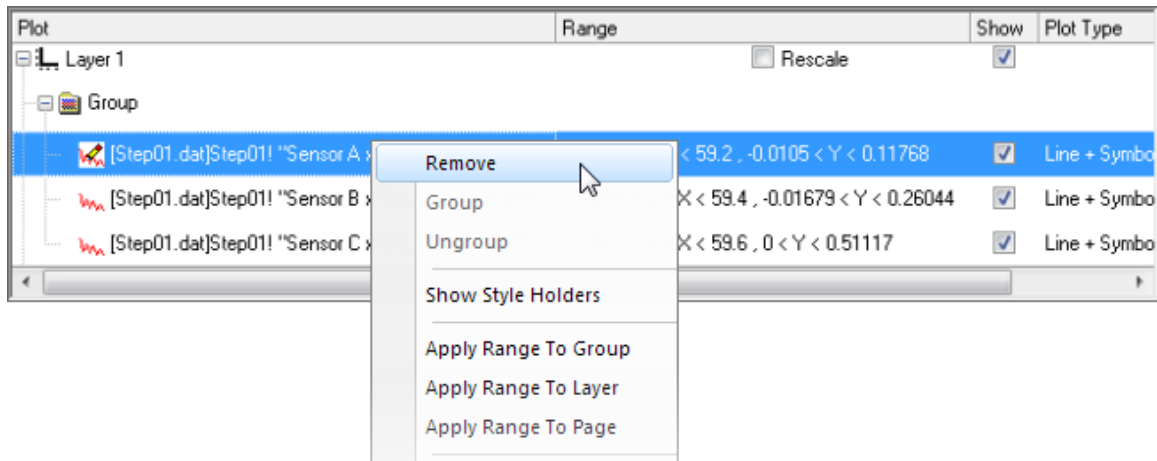 Plot Range Show Plot Type
Layer 1 Rescale
Group
[Step01.dat]Step01! "Sensor A x < 59.2 , -0.0105 < Y < 0.11768 Line + Symbo
Remove
[Step01.dat]Step01! "Sensor B x X < 59.4 , -0.01679 < Y < 0.26044 Line + Symbo
Group
[Step01.dat]Step01! "Sensor C x X < 59.6 , 0 < Y < 0.51117 Line + Symbo
Ungroup
Show Style Holders
Apply Range To Group
Apply Range To Layer
Apply Range To Page